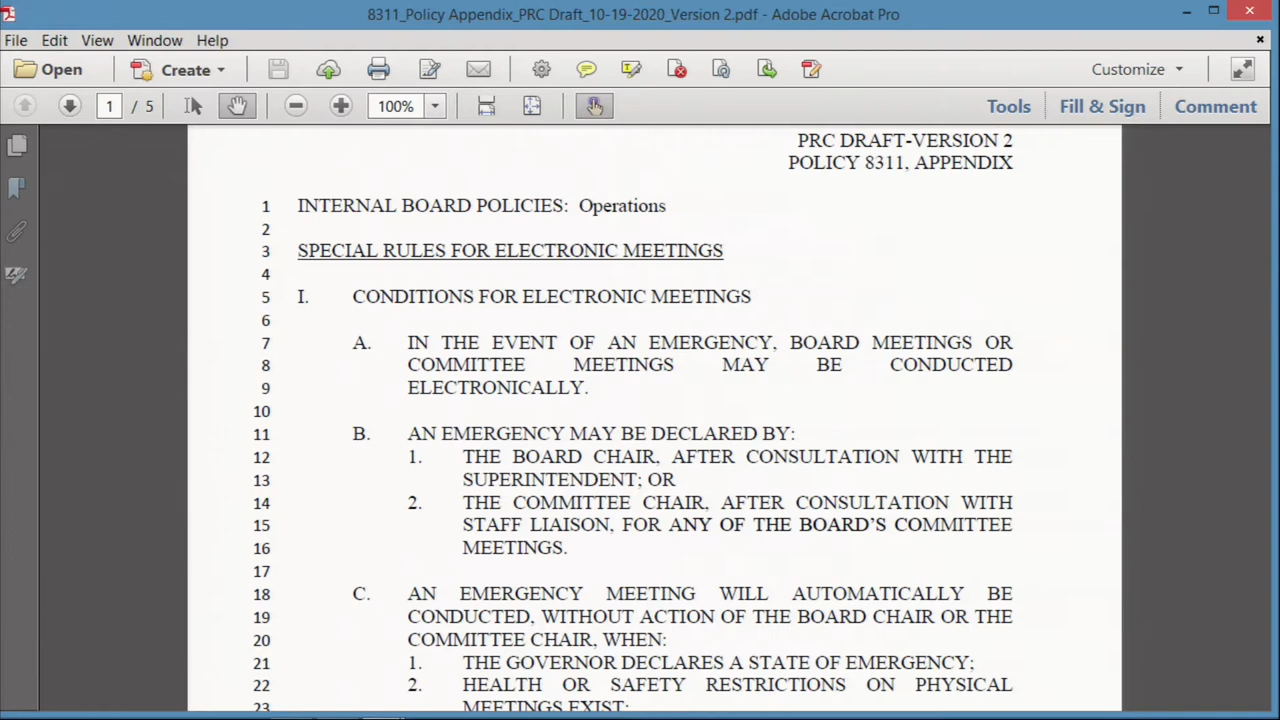 8311_Policy Appendix_PRC Draft_10-19-2020_Version 2.pdf - Adobe Acrobat Pro
File Edit View Window Help
Open Create Customize
1 / 5 100% Tools Fill & Sign Comment
PRC DRAFT-VERSION 2
POLICY 8311, APPENDIX
1 INTERNAL BOARD POLICIES: Operations
2
3 SPECIAL RULES FOR ELECTRONIC MEETINGS
4
5 I. CONDITIONS FOR ELECTRONIC MEETINGS
6
7 A. IN THE EVENT OF AN EMERGENCY, BOARD MEETINGS OR
8 COMMITTEE MEETINGS MAY BE CONDUCTED
9 ELECTRONICALLY.
10
11 B. AN EMERGENCY MAY BE DECLARED BY:
12 1. THE BOARD CHAIR, AFTER CONSULTATION WITH THE
13 SUPERINTENDENT; OR
14 2. THE COMMITTEE CHAIR, AFTER CONSULTATION WITH
15 STAFF LIAISON, FOR ANY OF THE BOARD'S COMMITTEE
16 MEETINGS.
17
18 C. AN EMERGENCY MEETING WILL AUTOMATICALLY BE
19 CONDUCTED, WITHOUT ACTION OF THE BOARD CHAIR OR THE
20 COMMITTEE CHAIR, WHEN:
21 1. THE GOVERNOR DECLARES A STATE OF EMERGENCY;
22 2. HEALTH OR SAFETY RESTRICTIONS ON PHYSICAL
23 MEETINGS EXIST;